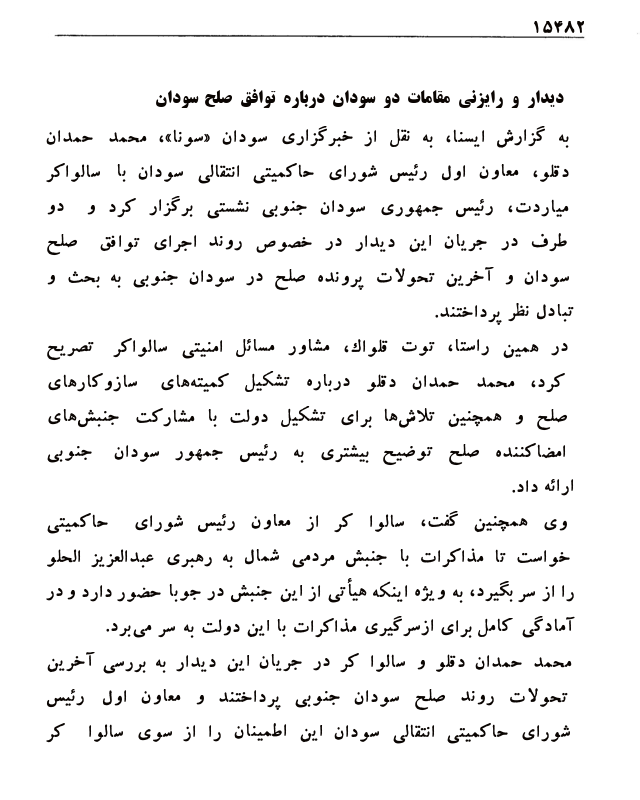 ۱۵۴۸۲
دیدار و رایزنی مقامات دو سودان درباره توافق صلح سودان
به گزارش ایسنا، به نقل از خبرگزاری سودان «سونا»، محمد حمدان
دقلو، معاون اول رئیس شورای حاکمیتی انتقالی سودان با سالواکر
میاردت، رئیس جمهوری سودان جنوبی نشستی برگزار کرد و دو
طرف در جریان این دیدار در خصوص روند اجرای توافق صلح
سودان و آخرین تحولات پرونده صلح در سودان جنوبی به بحث و
تبادل نظر پرداختند.
در همین راستا، توت قلواك، مشاور مسائل امنیتی سالواکر تصریح
کرد، محمد حمدان دقلو درباره تشکیل کمیته‌های سازوکارهای
صلح و همچنین تلاش‌ها برای تشکیل دولت با مشارکت جنبش‌های
امضاکننده صلح توضیح بیشتری به رئیس جمهور سودان جنوبی
ارائه داد.
وی همچنین گفت، سالوا کر از معاون رئیس شورای حاکمیتی
خواست تا مذاکرات با جنبش مردمی شمال به رهبری عبدالعزیز الحلو
را از سر بگیرد، به ویژه اینکه هیأتی از این جنبش در جوبا حضور دارد و در
آمادگی کامل برای ازسرگیری مذاکرات با این دولت به سر می‌برد.
محمد حمدان دقلو و سالوا کر در جریان این دیدار به بررسی آخرین
تحولات روند صلح سودان جنوبی پرداختند و معاون اول رئیس
شورای حاکمیتی انتقالی سودان این اطمینان را از سوی سالوا کر